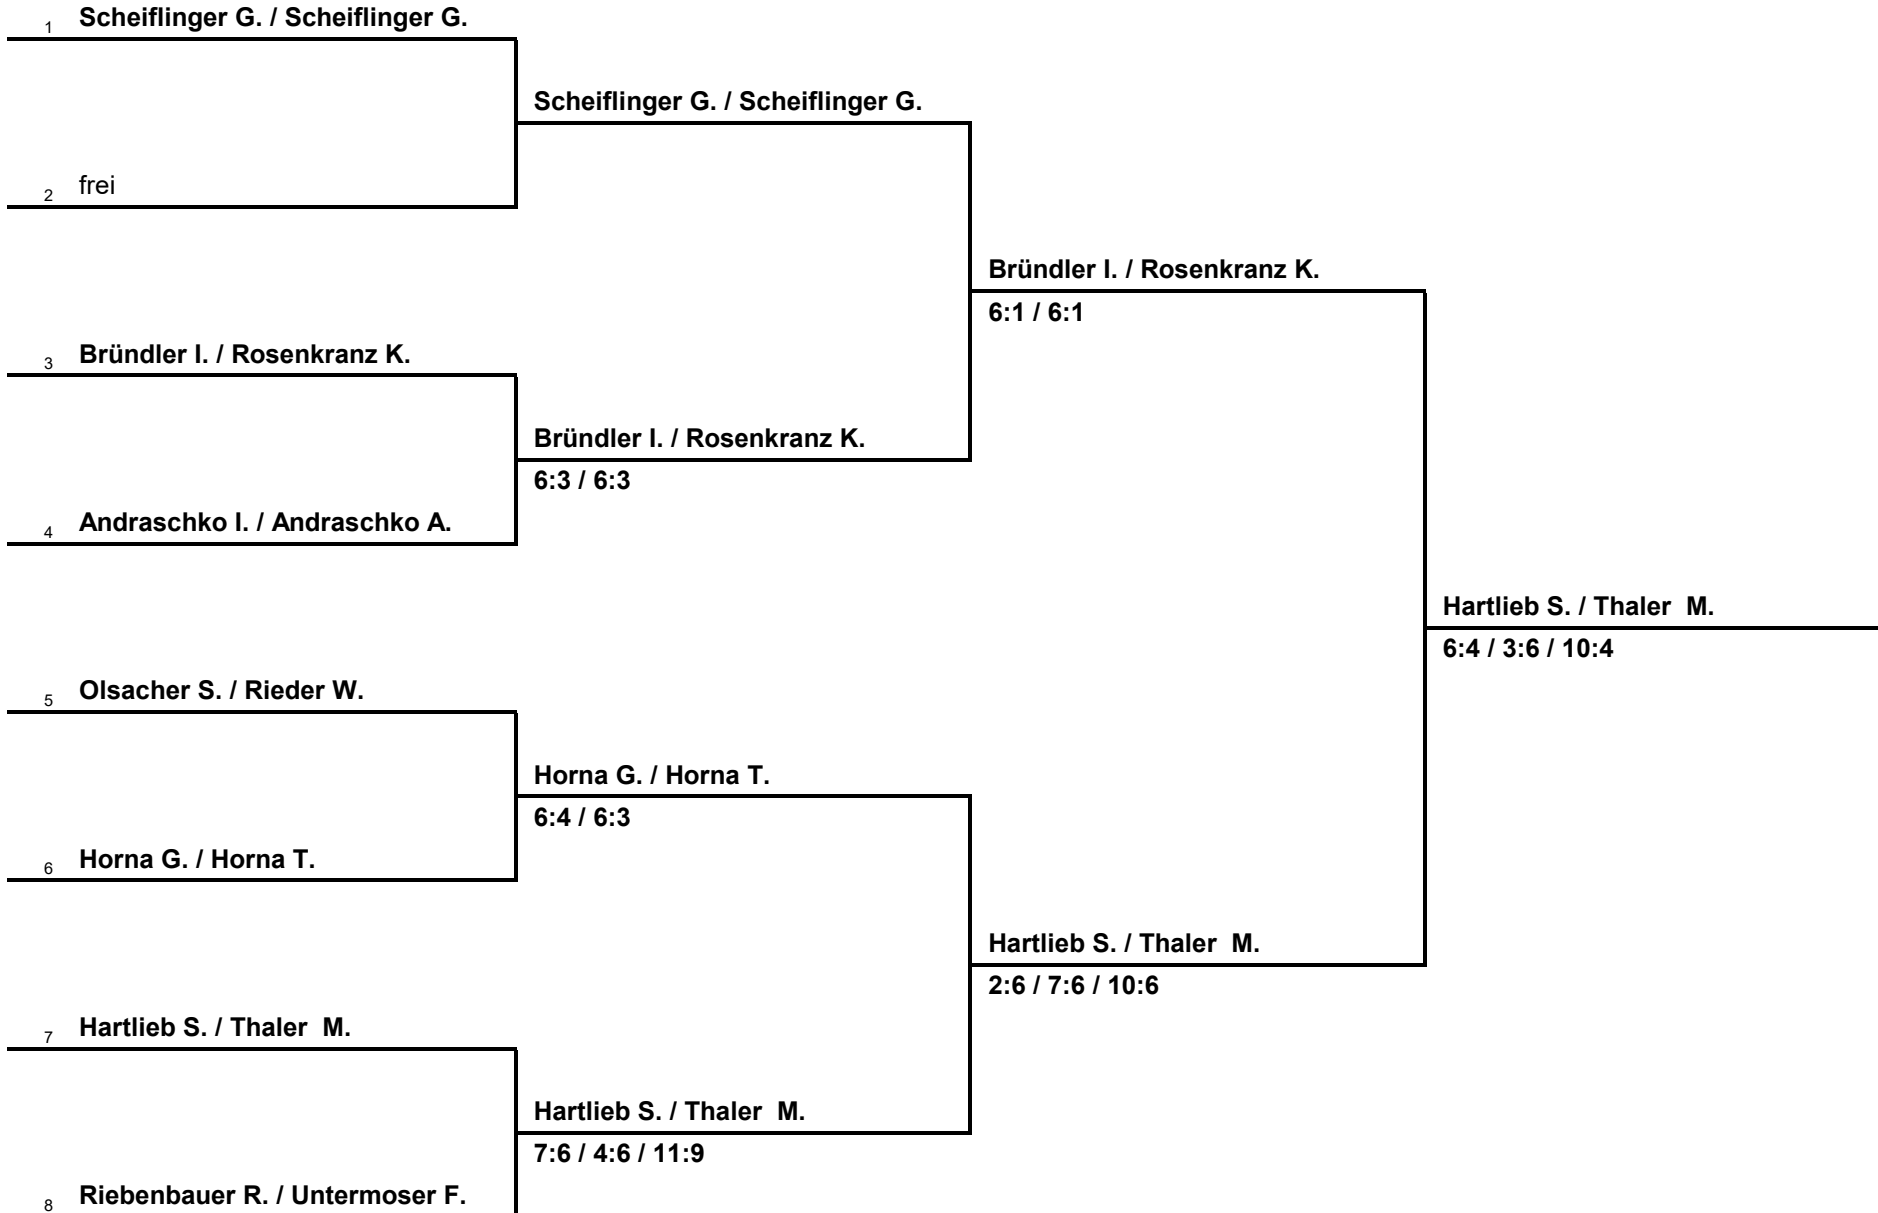 1 Scheiflinger G. / Scheiflinger G.
Scheiflinger G. / Scheiflinger G.
2 frei
Bründler I. / Rosenkranz K.
6:1 / 6:1
3 Bründler I. / Rosenkranz K.
Bründler I. / Rosenkranz K.
6:3 / 6:3
4 Andraschko I. / Andraschko A.
Hartlieb S. / Thaler  M.
6:4 / 3:6 / 10:4
5 Olsacher S. / Rieder W.
Horna G. / Horna T.
6:4 / 6:3
6 Horna G. / Horna T.
Hartlieb S. / Thaler  M.
2:6 / 7:6 / 10:6
7 Hartlieb S. / Thaler  M.
Hartlieb S. / Thaler  M.
7:6 / 4:6 / 11:9
8 Riebenbauer R. / Untermoser F.